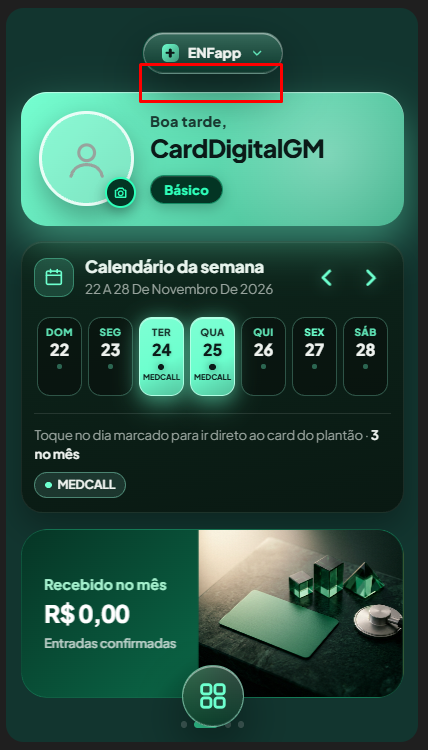 ENFapp
Boa tarde,
CardDigitalGM
Básico
Calendário da semana
22 A 28 De Novembro De 2026
DOM SEG TER QUA QUI SEX SÁB
22 23 24 25 26 27 28
MEDCALL MEDCALL
Toque no dia marcado para ir direto ao card do plantão · 3
no mês
MEDCALL
Recebido no mês
R$ 0,00
Entradas confirmadas